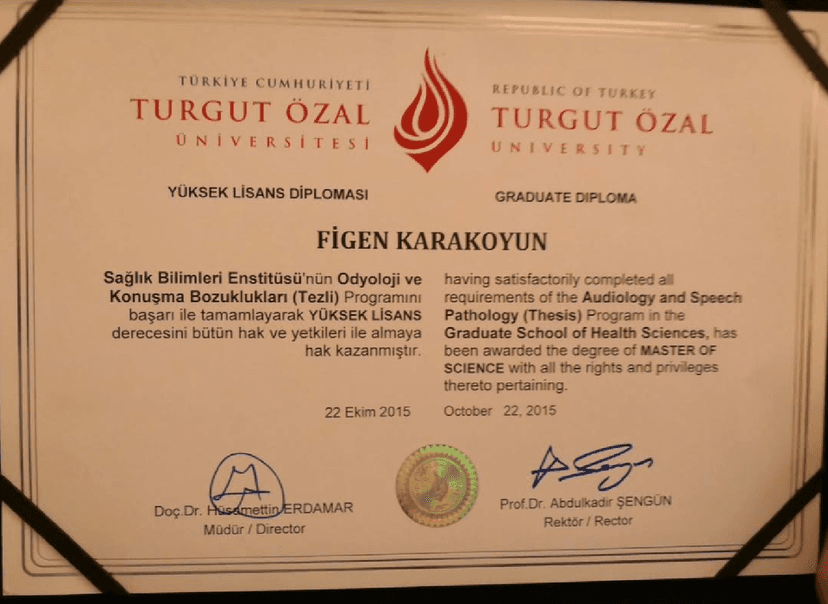 TÜRKİYE CUMHURİYETİ
TURGUT ÖZAL
ÜNİVERSİTESİ
REPUBLIC OF TURKEY
TURGUT ÖZAL
UNIVERSITY
YÜKSEK LİSANS DİPLOMASI
GRADUATE DIPLOMA
FİGEN KARAKOYUN
Sağlık Bilimleri Enstitüsü'nün Odyoloji ve
Konuşma Bozuklukları (Tezli) Programını
başarı ile tamamlayarak YÜKSEK LİSANS
derecesini bütün hak ve yetkileri ile almaya
hak kazanmıştır.
having satisfactorily completed all
requirements of the Audiology and Speech
Pathology (Thesis) Program in the
Graduate School of Health Sciences, has
been awarded the degree of MASTER OF
SCIENCE with all the rights and privileges
thereto pertaining.
22 Ekim 2015
October 22, 2015
Doç.Dr. Hüsamettin ERDAMAR
Müdür / Director
Prof.Dr. Abdulkadir ŞENGÜN
Rektör / Rector